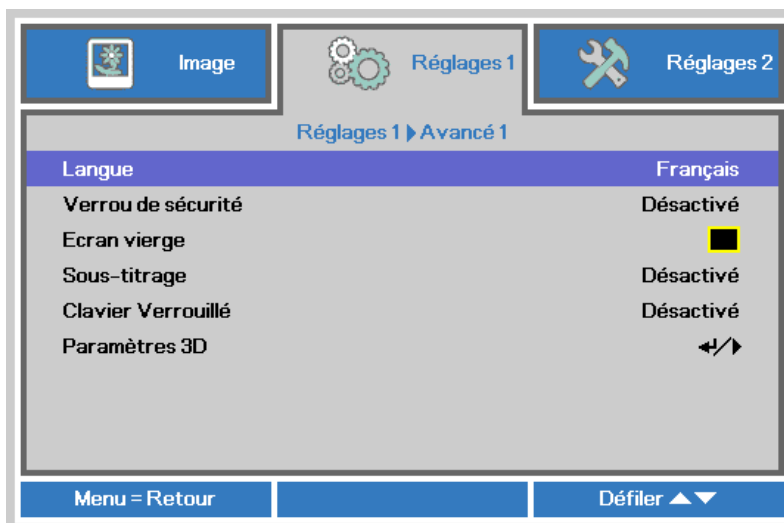 Image
Réglages 1
Réglages 2
Réglages 1 Avancé 1
Langue Français
Verrou de sécurité Désactivé
Ecran vierge
Sous-titrage Désactivé
Clavier Verrouillé Désactivé
Paramètres 3D
Menu = Retour
Défiler